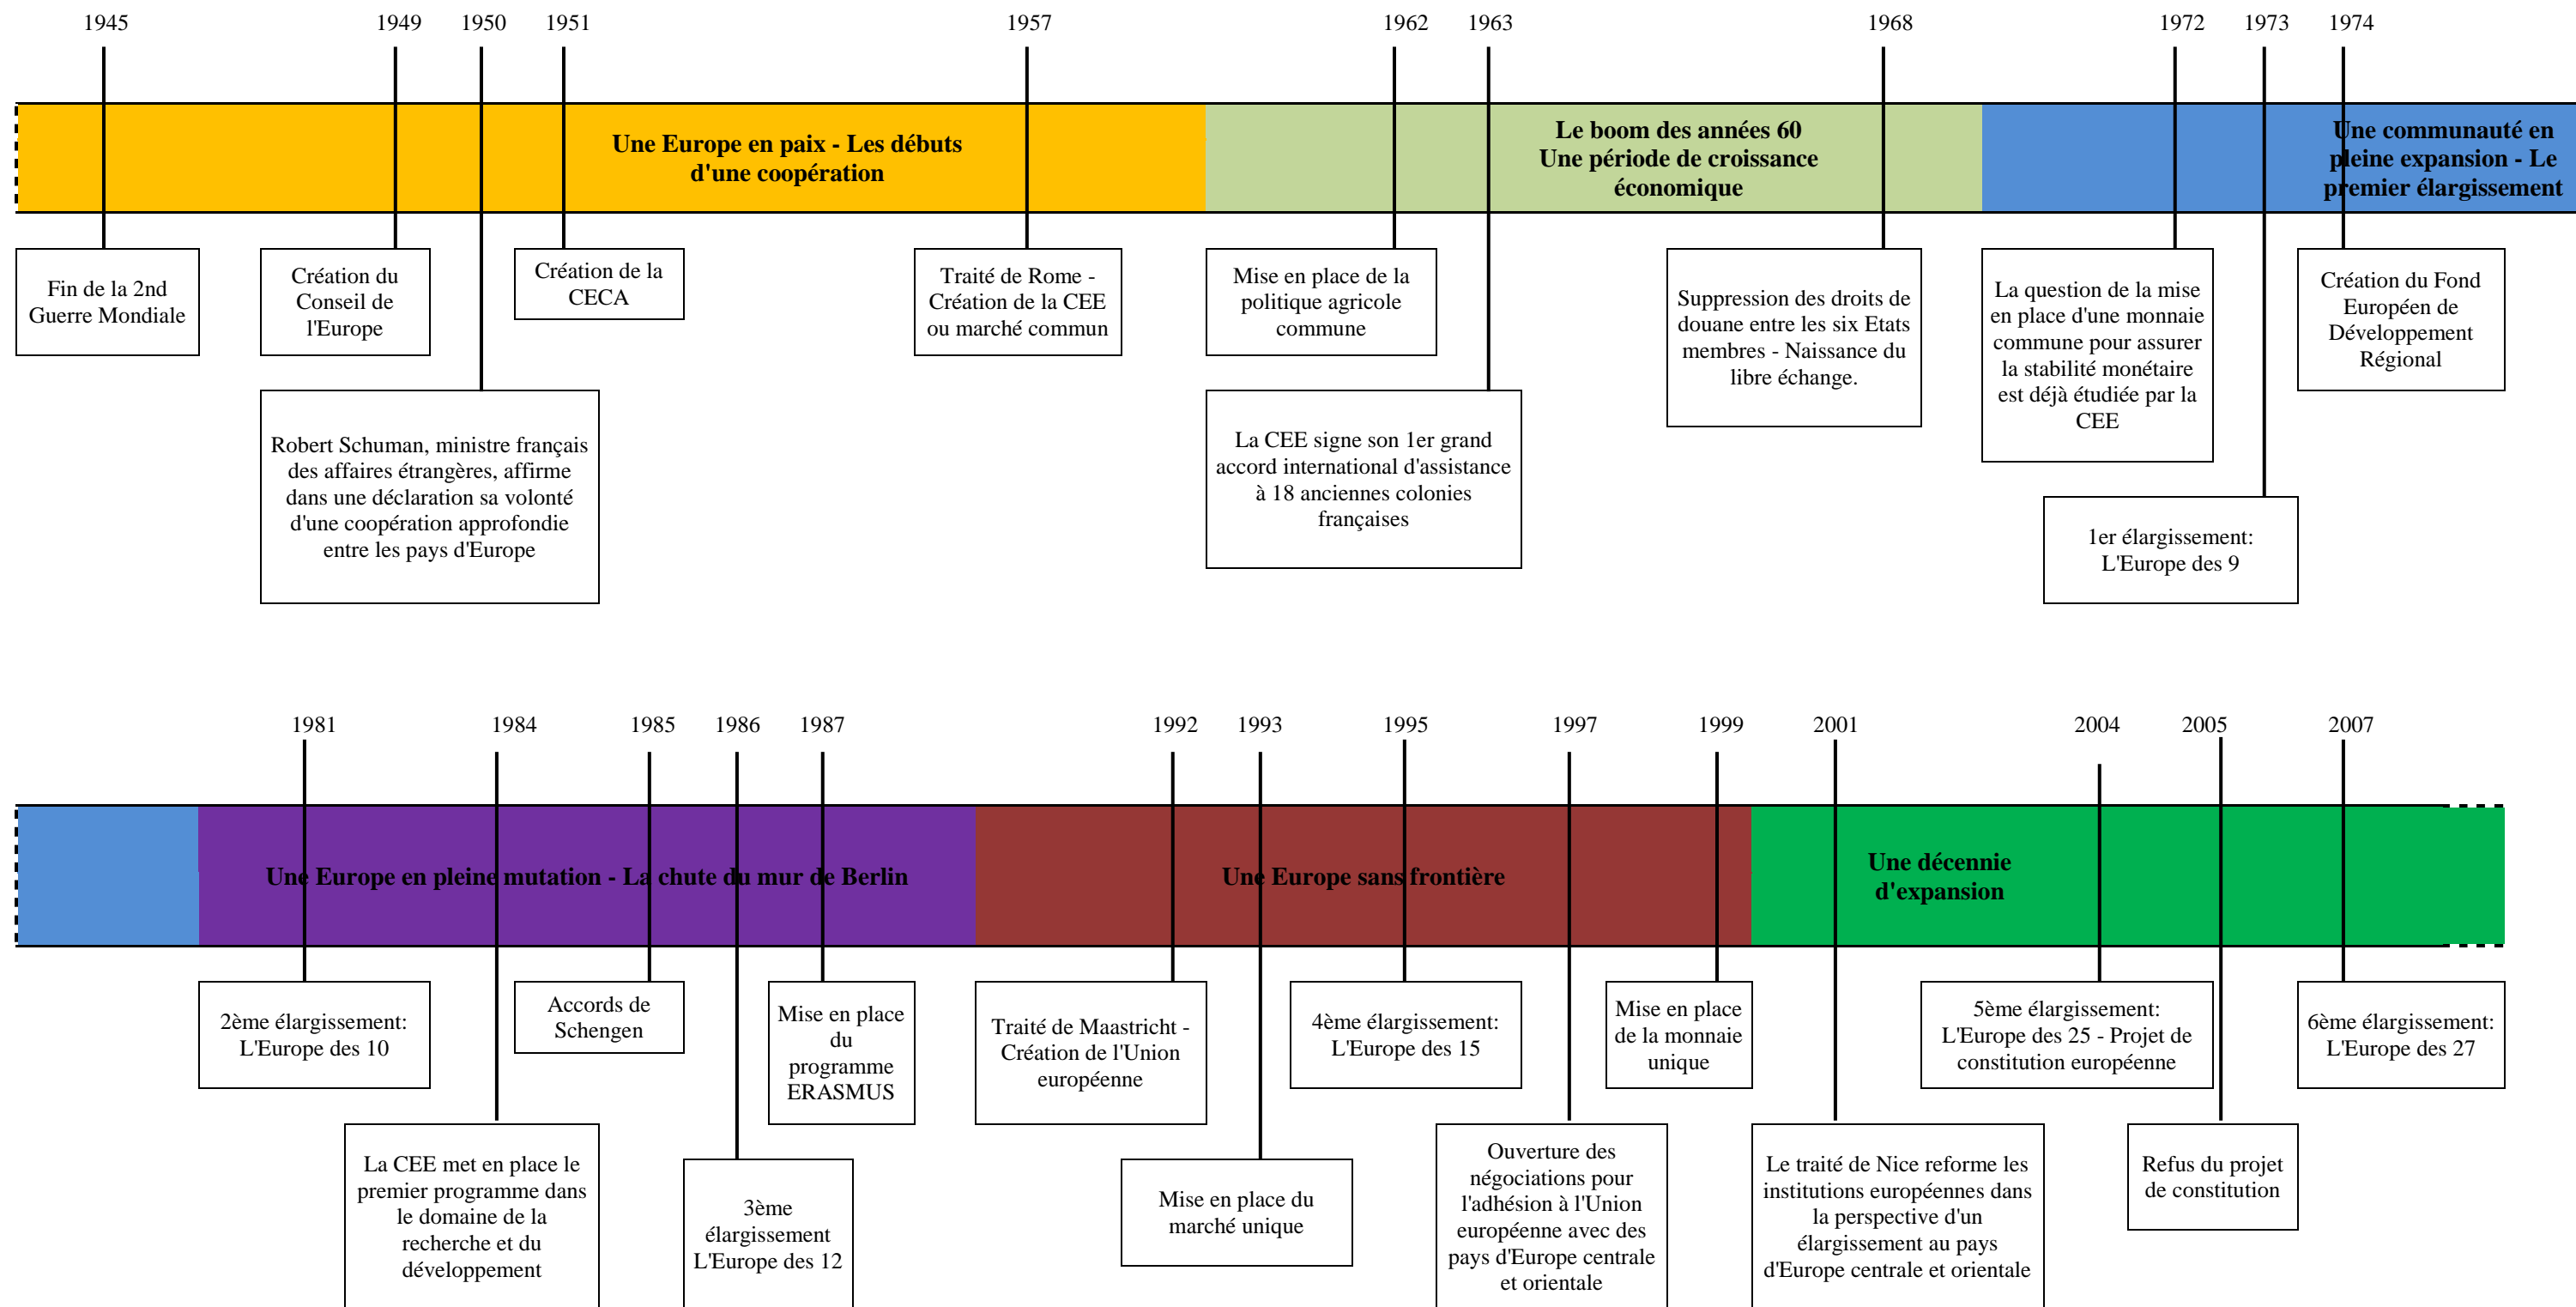 1945 1949 1950 1951 1957 1962 1963 1968 1972 1973 1974
Une Europe en paix - Les débuts
d'une coopération
Le boom des années 60
Une période de croissance
économique
Une communauté en
pleine expansion - Le
premier élargissement
Fin de la 2nd
Guerre Mondiale
Création du
Conseil de
l'Europe
Création de la
CECA
Traité de Rome -
Création de la CEE
ou marché commun
Mise en place de la
politique agricole
commune
Suppression des droits de
douane entre les six Etats
membres - Naissance du
libre échange.
La question de la mise
en place d'une monnaie
commune pour assurer
la stabilité monétaire
est déjà étudiée par la
CEE
Création du Fond
Européen de
Développement
Régional
Robert Schuman, ministre français
des affaires étrangères, affirme
dans une déclaration sa volonté
d'une coopération approfondie
entre les pays d'Europe
La CEE signe son 1er grand
accord international d'assistance
à 18 anciennes colonies
françaises
1er élargissement:
L'Europe des 9
1981 1984 1985 1986 1987 1992 1993 1995 1997 1999 2001 2004 2005 2007
Une Europe en pleine mutation - La chute du mur de Berlin
Une Europe sans frontière
Une décennie
d'expansion
2ème élargissement:
L'Europe des 10
Accords de
Schengen
Mise en place
du
programme
ERASMUS
Traité de Maastricht -
Création de l'Union
européenne
4ème élargissement:
L'Europe des 15
Mise en place
de la monnaie
unique
5ème élargissement:
L'Europe des 25 - Projet de
constitution européenne
6ème élargissement:
L'Europe des 27
La CEE met en place le
premier programme dans
le domaine de la
recherche et du
développement
3ème
élargissement
L'Europe des 12
Mise en place du
marché unique
Ouverture des
négociations pour
l'adhésion à l'Union
européenne avec des
pays d'Europe centrale
et orientale
Le traité de Nice reforme les
institutions européennes dans
la perspective d'un
élargissement au pays
d'Europe centrale et orientale
Refus du projet
de constitution